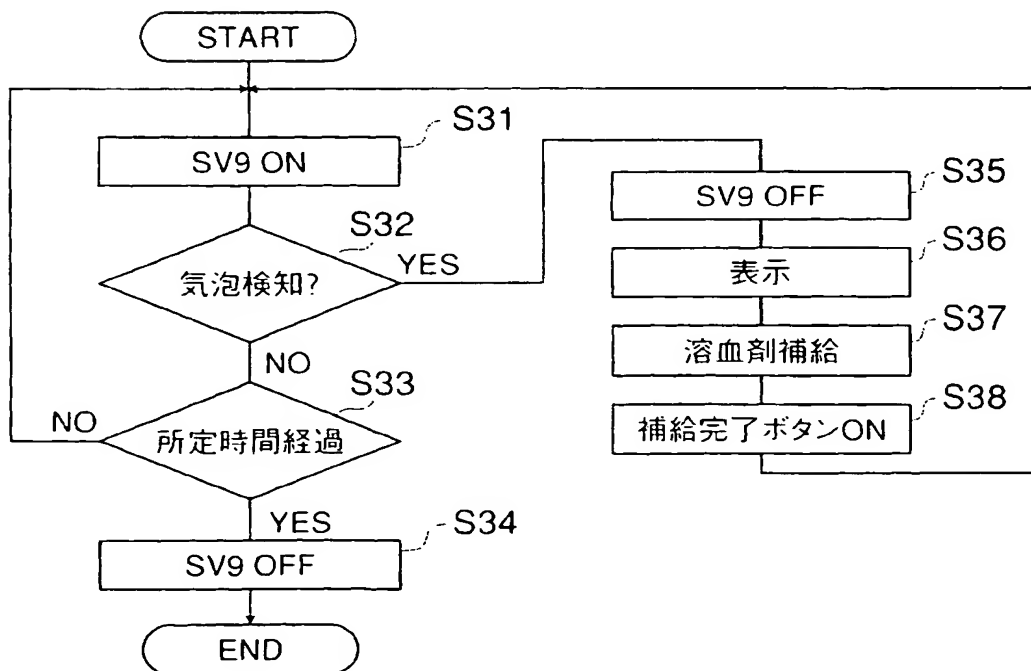 START
S31
SV9 ON
S32
気泡検知?
YES
NO
S33
所定時間経過
NO
YES
S34
SV9 OFF
END
S35
SV9 OFF
S36
表示
S37
溶血剤補給
S38
補給完了ボタンON